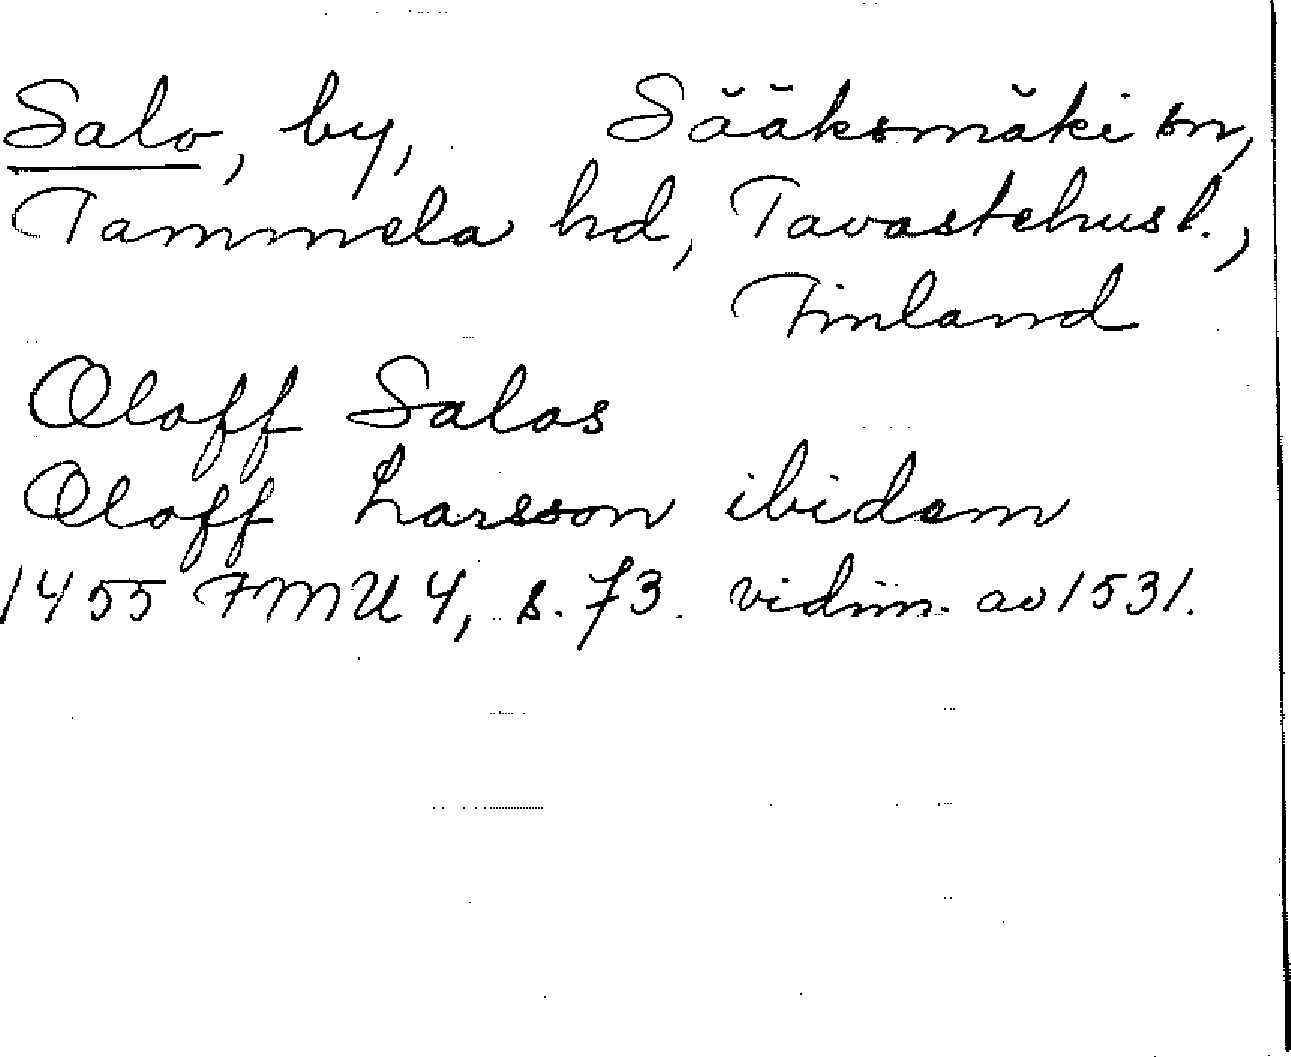 Salo, by, Sääksmäki sn,
Tammela hd, Tavastehus l.,
Finland
Oloff Salos
Oloff Larsson ibidem
1455 FMU 4, s. 73. vidim. av 1531.